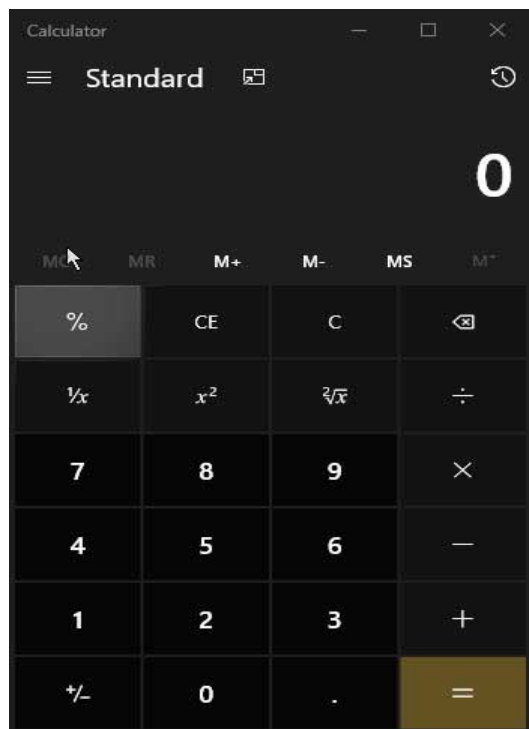 Calculator
Standard
0
MC MR M+ M- MS M˅
% CE C
¹/x x² ²√x ÷
7 8 9 ×
4 5 6 −
1 2 3 +
+/− 0 . =